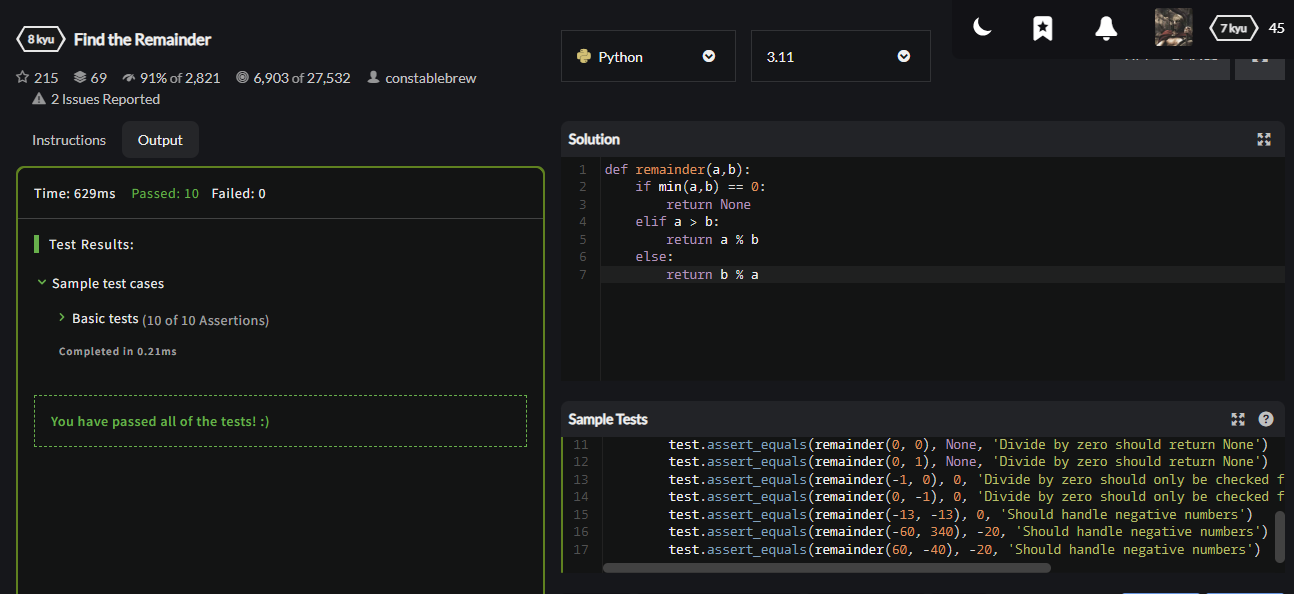 8 kyu Find the Remainder
215 69 91% of 2,821 6,903 of 27,532 constablebrew
2 Issues Reported
Instructions Output
Time: 629ms Passed: 10 Failed: 0
Test Results:
Sample test cases
Basic tests (10 of 10 Assertions)
Completed in 0.21ms
You have passed all of the tests! :)
7 kyu 45
Python 3.11
Solution
1 def remainder(a,b):
2     if min(a,b) == 0:
3         return None
4     elif a > b:
5         return a % b
6     else:
7         return b % a
Sample Tests
11 test.assert_equals(remainder(0, 0), None, 'Divide by zero should return None')
12 test.assert_equals(remainder(0, 1), None, 'Divide by zero should return None')
13 test.assert_equals(remainder(-1, 0), 0, 'Divide by zero should only be checked f
14 test.assert_equals(remainder(0, -1), 0, 'Divide by zero should only be checked f
15 test.assert_equals(remainder(-13, -13), 0, 'Should handle negative numbers')
16 test.assert_equals(remainder(-60, 340), -20, 'Should handle negative numbers')
17 test.assert_equals(remainder(60, -40), -20, 'Should handle negative numbers')